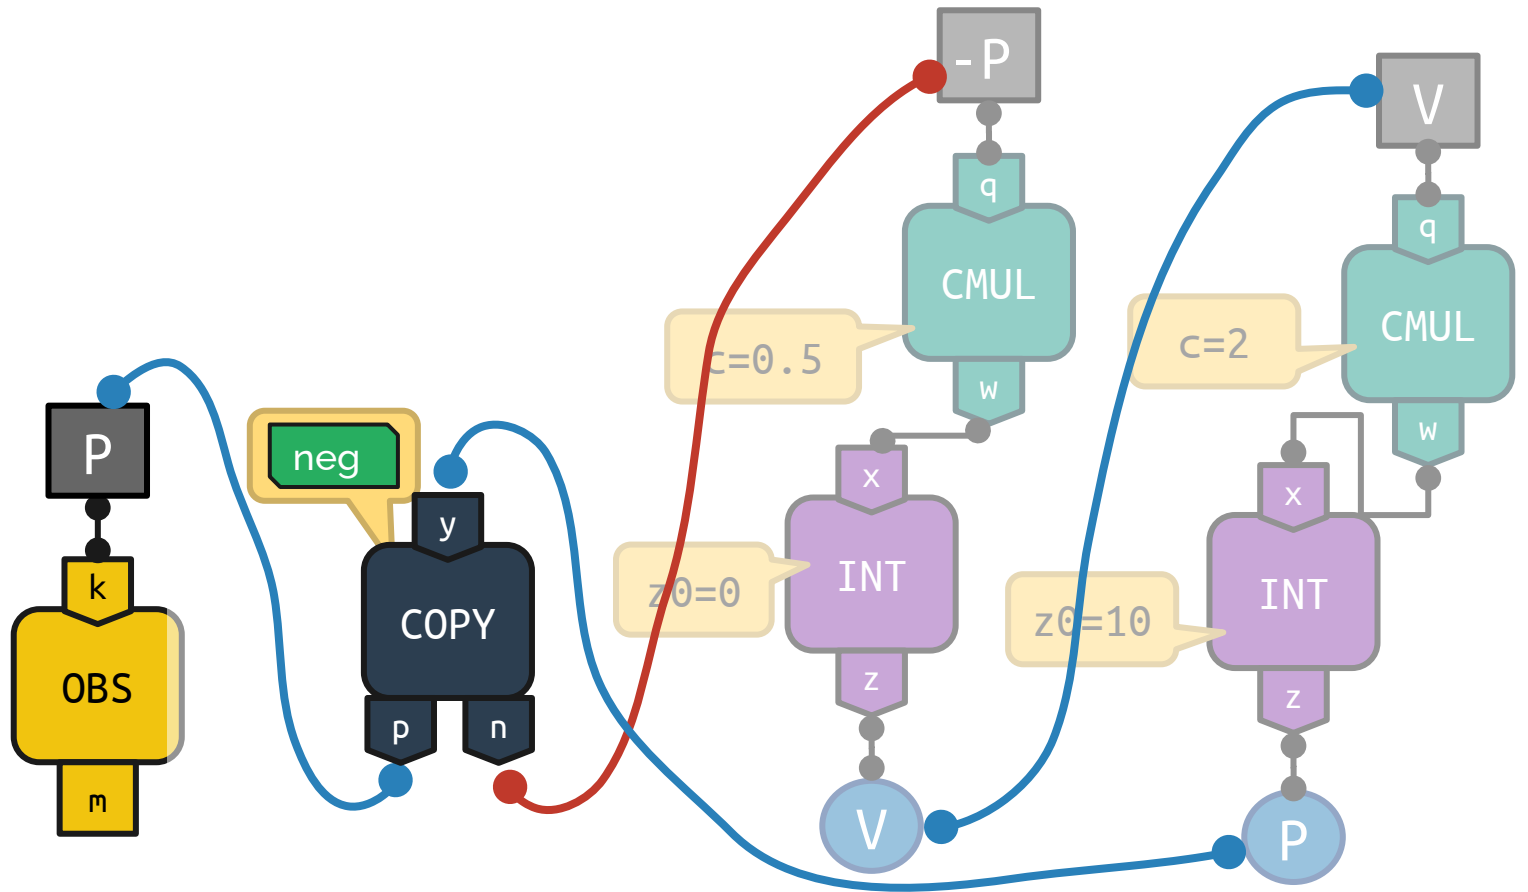 -P
q
CMUL
c=0.5
w
x
INT
z0=0
z
V
V
q
CMUL
c=2
w
x
INT
z0=10
z
P
P
k
OBS
m
neg
y
COPY
p
n